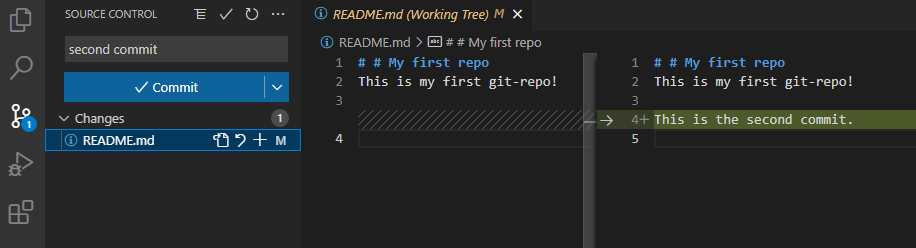 SOURCE CONTROL
second commit
Commit
Changes 1
README.md M
1
README.md (Working Tree) M
README.md > # # My first repo
1 # # My first repo
2 This is my first git-repo!
3
4
1 # # My first repo
2 This is my first git-repo!
3
4+ This is the second commit.
5